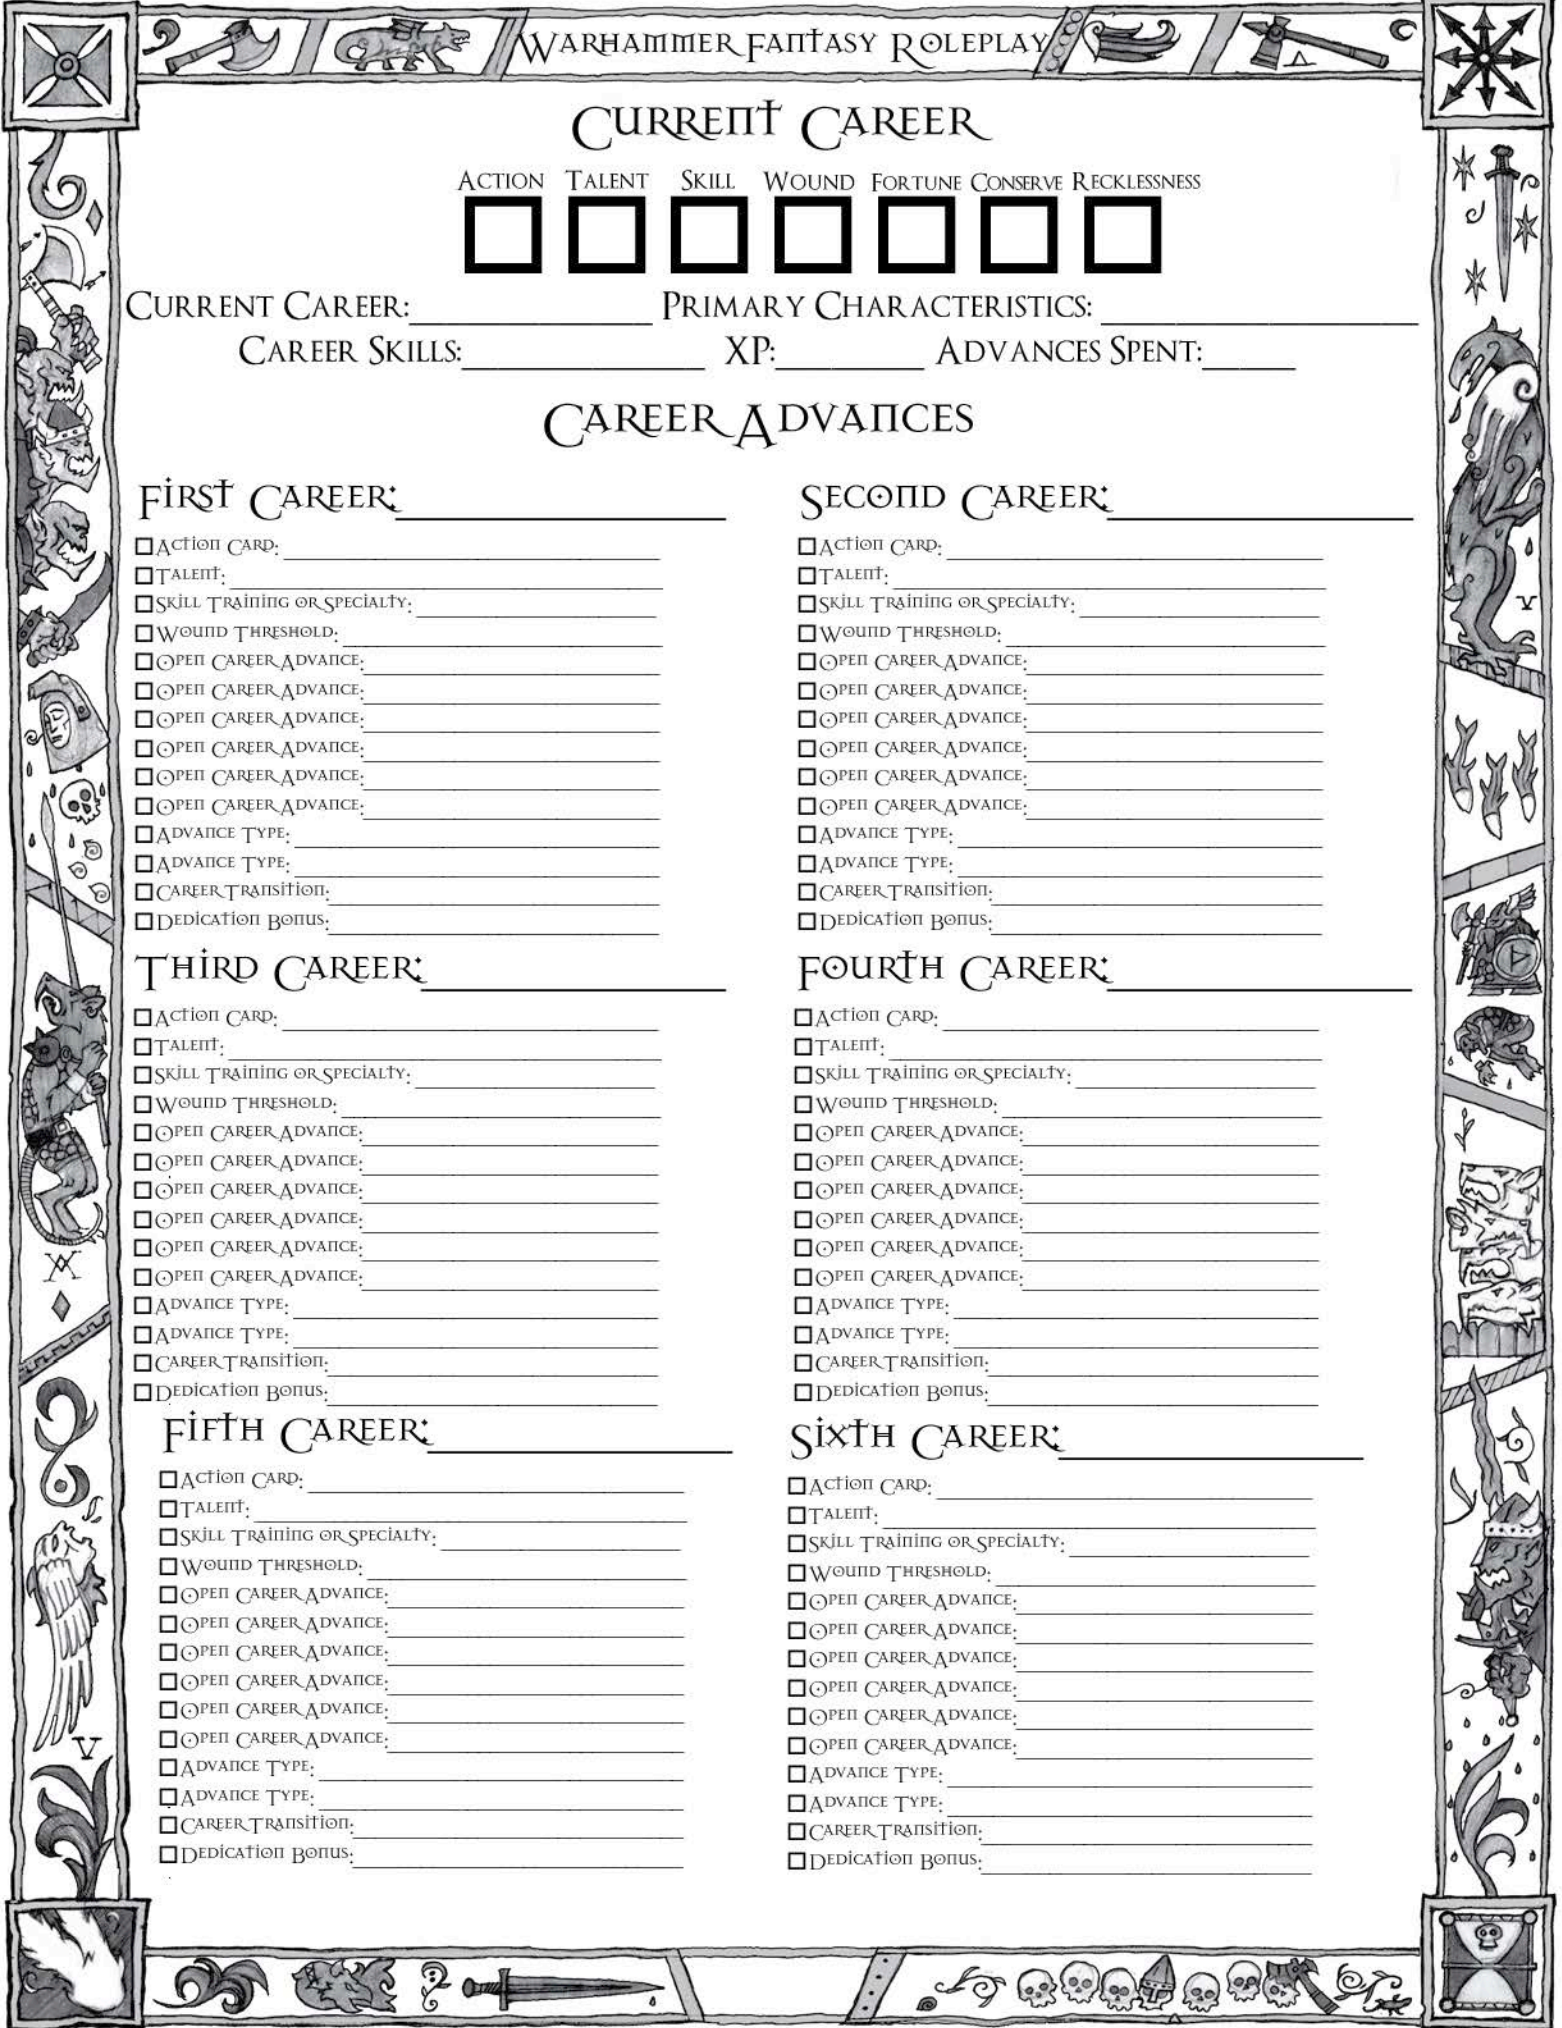 Warhammer Fantasy Roleplay
Current Career
Action Talent Skill Wound Fortune Conserve Recklessness
Current Career: Primary Characteristics:
Career Skills: XP: Advances Spent:
Career Advances
First Career:
Action Card:
Talent:
Skill Training or Specialty:
Wound Threshold:
Open Career Advance:
Open Career Advance:
Open Career Advance:
Open Career Advance:
Open Career Advance:
Open Career Advance:
Advance Type:
Advance Type:
Career Transition:
Dedication Bonus:
Second Career:
Action Card:
Talent:
Skill Training or Specialty:
Wound Threshold:
Open Career Advance:
Open Career Advance:
Open Career Advance:
Open Career Advance:
Open Career Advance:
Open Career Advance:
Advance Type:
Advance Type:
Career Transition:
Dedication Bonus:
Third Career:
Action Card:
Talent:
Skill Training or Specialty:
Wound Threshold:
Open Career Advance:
Open Career Advance:
Open Career Advance:
Open Career Advance:
Open Career Advance:
Open Career Advance:
Advance Type:
Advance Type:
Career Transition:
Dedication Bonus:
Fourth Career:
Action Card:
Talent:
Skill Training or Specialty:
Wound Threshold:
Open Career Advance:
Open Career Advance:
Open Career Advance:
Open Career Advance:
Open Career Advance:
Open Career Advance:
Advance Type:
Advance Type:
Career Transition:
Dedication Bonus:
Fifth Career:
Action Card:
Talent:
Skill Training or Specialty:
Wound Threshold:
Open Career Advance:
Open Career Advance:
Open Career Advance:
Open Career Advance:
Open Career Advance:
Open Career Advance:
Advance Type:
Advance Type:
Career Transition:
Dedication Bonus:
Sixth Career:
Action Card:
Talent:
Skill Training or Specialty:
Wound Threshold:
Open Career Advance:
Open Career Advance:
Open Career Advance:
Open Career Advance:
Open Career Advance:
Open Career Advance:
Advance Type:
Advance Type:
Career Transition:
Dedication Bonus: